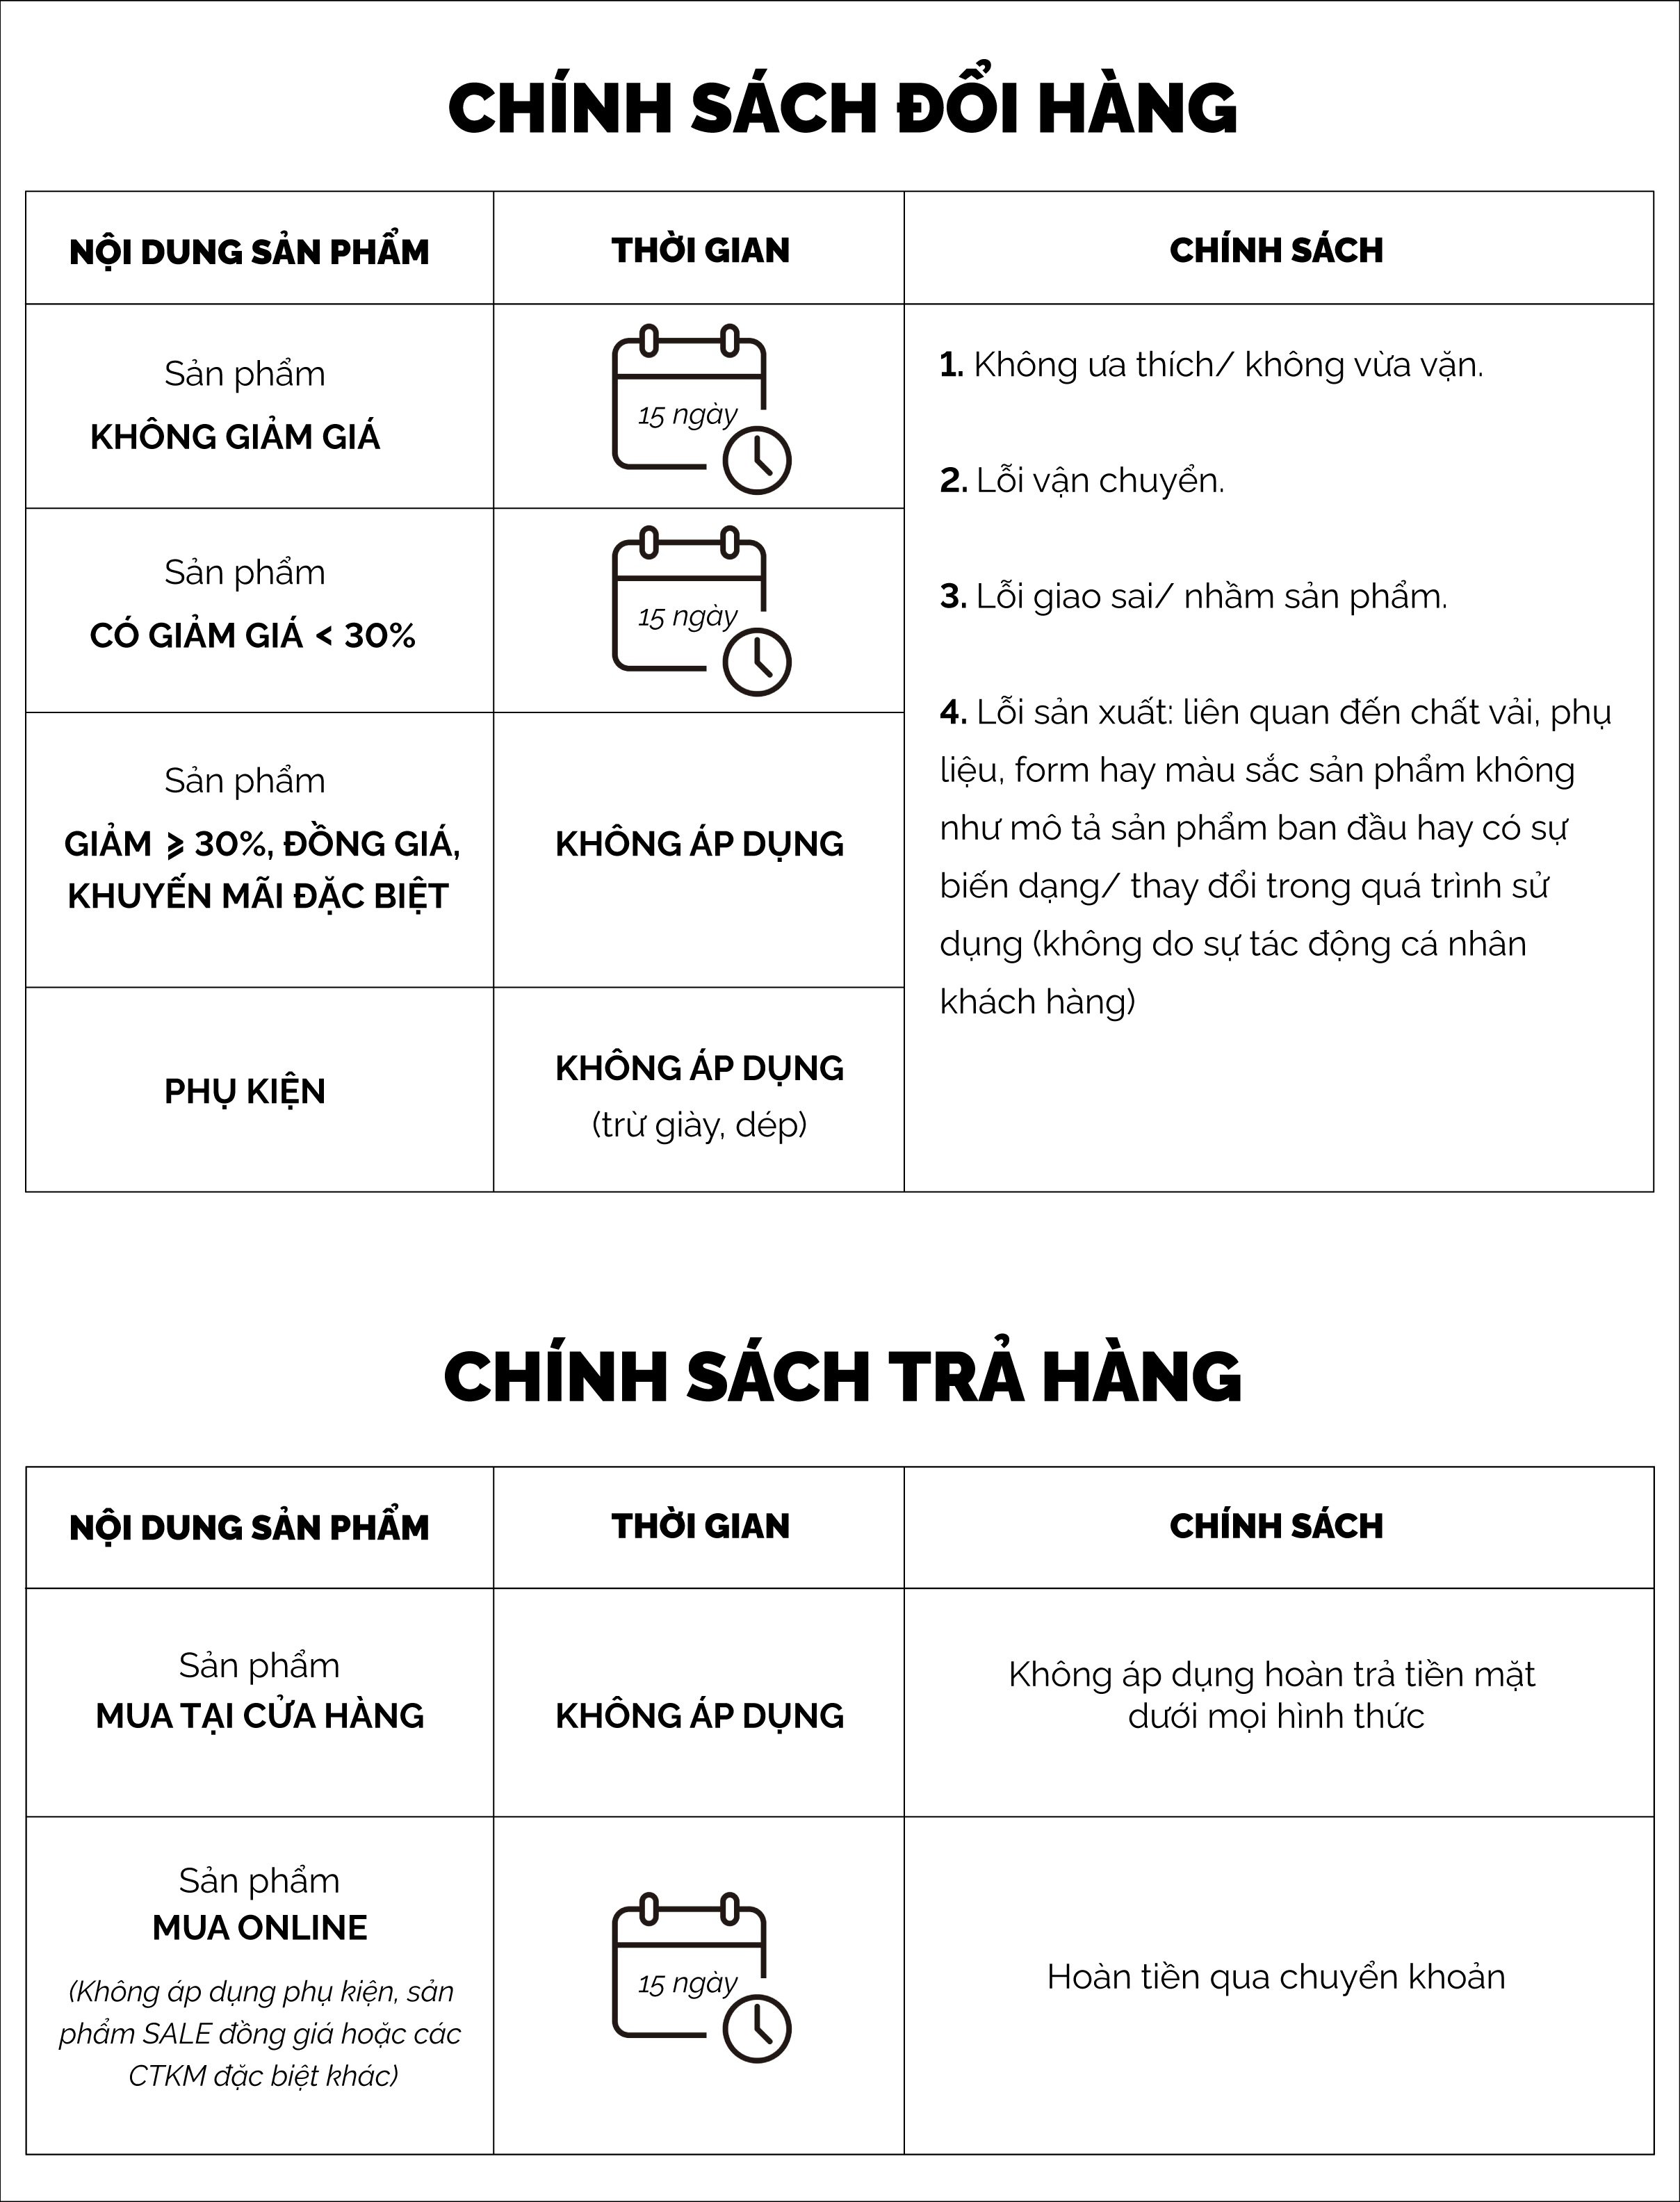 CHÍNH SÁCH ĐỔI HÀNG
NỘI DUNG SẢN PHẨM
THỜI GIAN
CHÍNH SÁCH
Sản phẩm
KHÔNG GIẢM GIÁ
15 ngày
Sản phẩm
CÓ GIẢM GIÁ < 30%
15 ngày
Sản phẩm
GIẢM ⩾ 30%, ĐỒNG GIÁ,
KHUYẾN MÃI ĐẶC BIỆT
KHÔNG ÁP DỤNG
PHỤ KIỆN
KHÔNG ÁP DỤNG
(trừ giày, dép)
1. Không ưa thích/ không vừa vặn.
2. Lỗi vận chuyển.
3. Lỗi giao sai/ nhầm sản phẩm.
4. Lỗi sản xuất: liên quan đến chất vải, phụ
liệu, form hay màu sắc sản phẩm không
như mô tả sản phẩm ban đầu hay có sự
biến dạng/ thay đổi trong quá trình sử
dụng (không do sự tác động cá nhân
khách hàng)
CHÍNH SÁCH TRẢ HÀNG
NỘI DUNG SẢN PHẨM
THỜI GIAN
CHÍNH SÁCH
Sản phẩm
MUA TẠI CỬA HÀNG
KHÔNG ÁP DỤNG
Không áp dụng hoàn trả tiền mặt
dưới mọi hình thức
Sản phẩm
MUA ONLINE
(Không áp dụng phụ kiện, sản
phẩm SALE đồng giá hoặc các
CTKM đặc biệt khác)
15 ngày
Hoàn tiền qua chuyển khoản